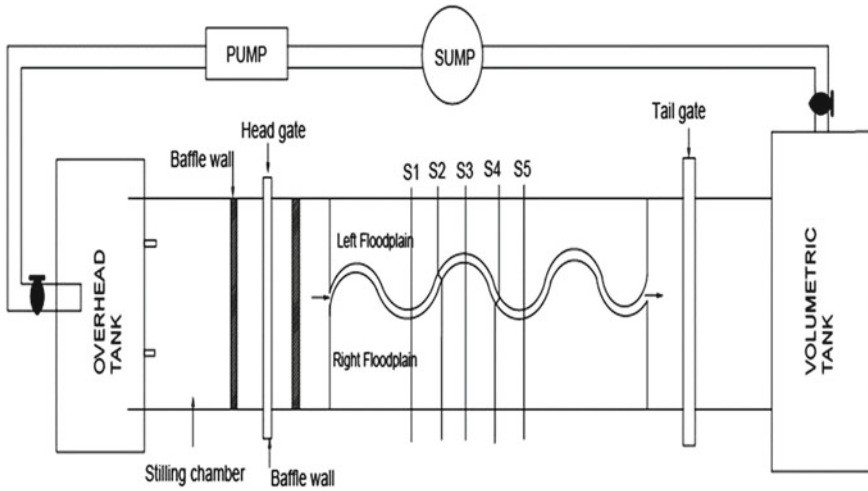 PUMP
SUMP
Tail gate
Head gate
Baffle wall
S1 S2 S3 S4 S5
Left Floodplain
OVERHEAD
TANK
VOLUMETRIC
TANK
Right Floodplain
Stilling chamber
Baffle wall